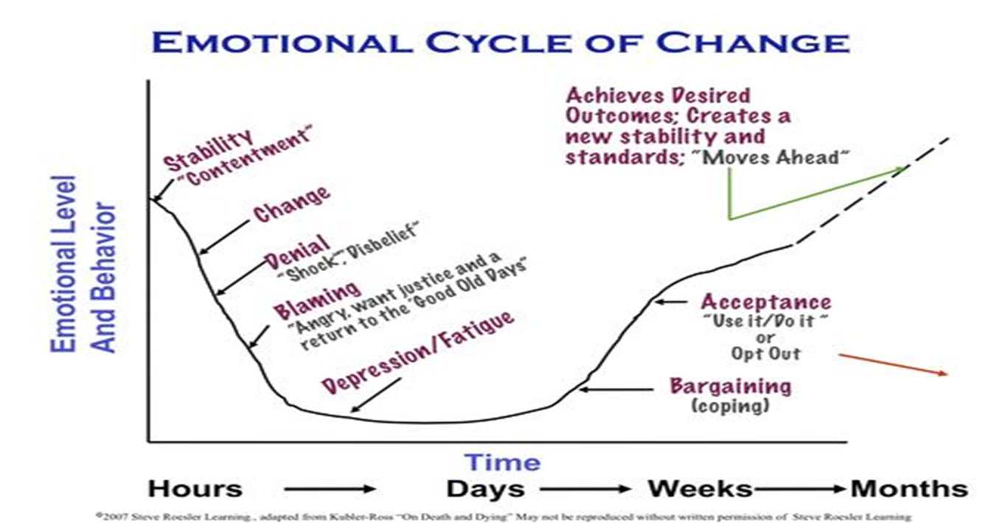 EMOTIONAL CYCLE OF CHANGE
Emotional Level
And Behavior
Stability
"Contentment"
Change
Denial
"Shock", "Disbelief"
Blaming
"Angry, want justice and a
return to the "Good Old Days"
Depression/Fatigue
Achieves Desired
Outcomes; Creates a
new stability and
standards; "Moves Ahead"
Acceptance
"Use it/Do it "
or
Opt Out
Bargaining
(coping)
Time
Hours Days Weeks Months
©2007 Steve Roesler Learning., adapted from Kubler-Ross "On Death and Dying" May not be reproduced without written permission of Steve Roesler Learning